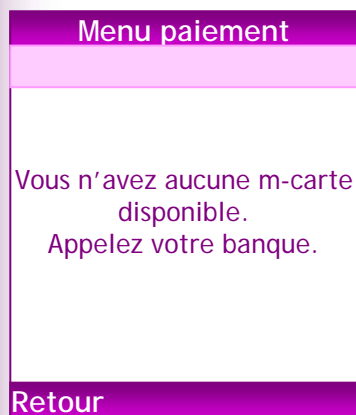 Menu paiement
Vous n'avez aucune m-carte
disponible.
Appelez votre banque.
Retour